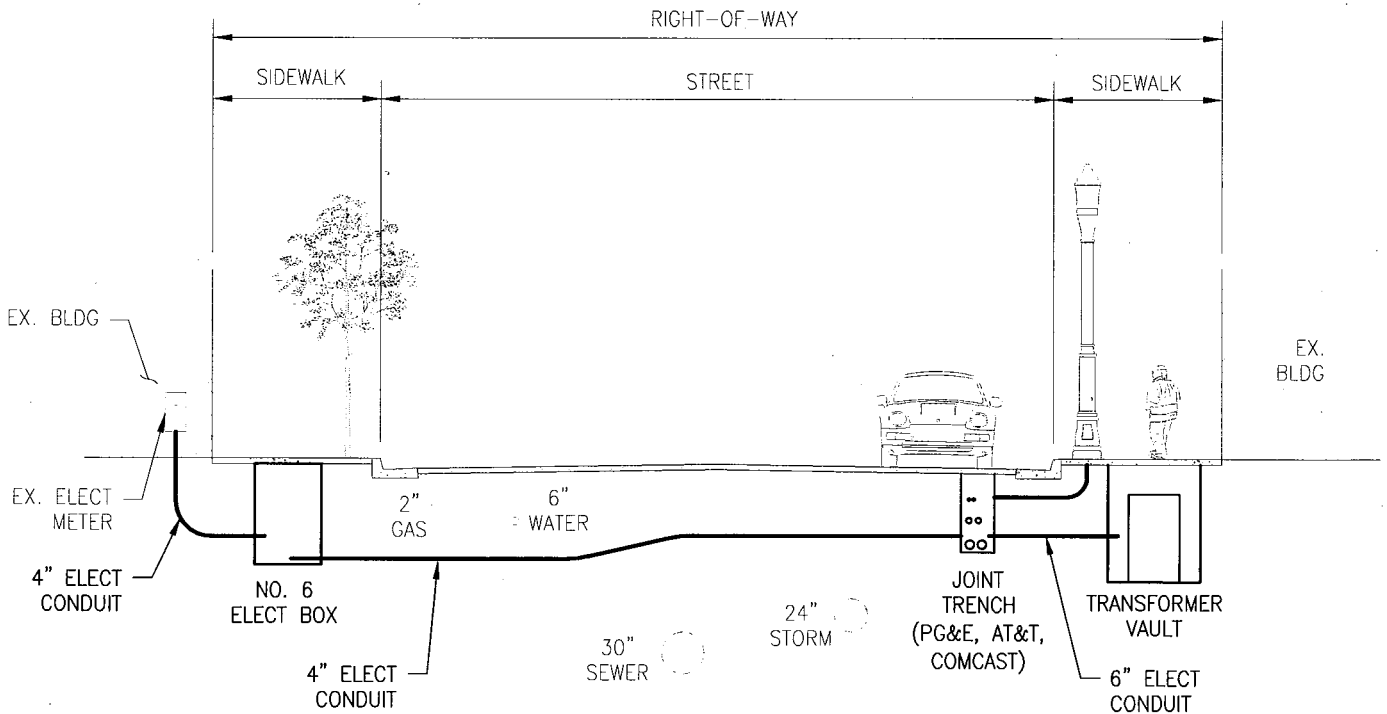 RIGHT-OF-WAY
SIDEWALK
STREET
SIDEWALK
EX. BLDG
EX.
BLDG
EX. ELECT
METER
2"
GAS
6"
WATER
4" ELECT
CONDUIT
NO. 6
ELECT BOX
4" ELECT
CONDUIT
30"
SEWER
24"
STORM
JOINT
TRENCH
(PG&E, AT&T,
COMCAST)
TRANSFORMER
VAULT
6" ELECT
CONDUIT